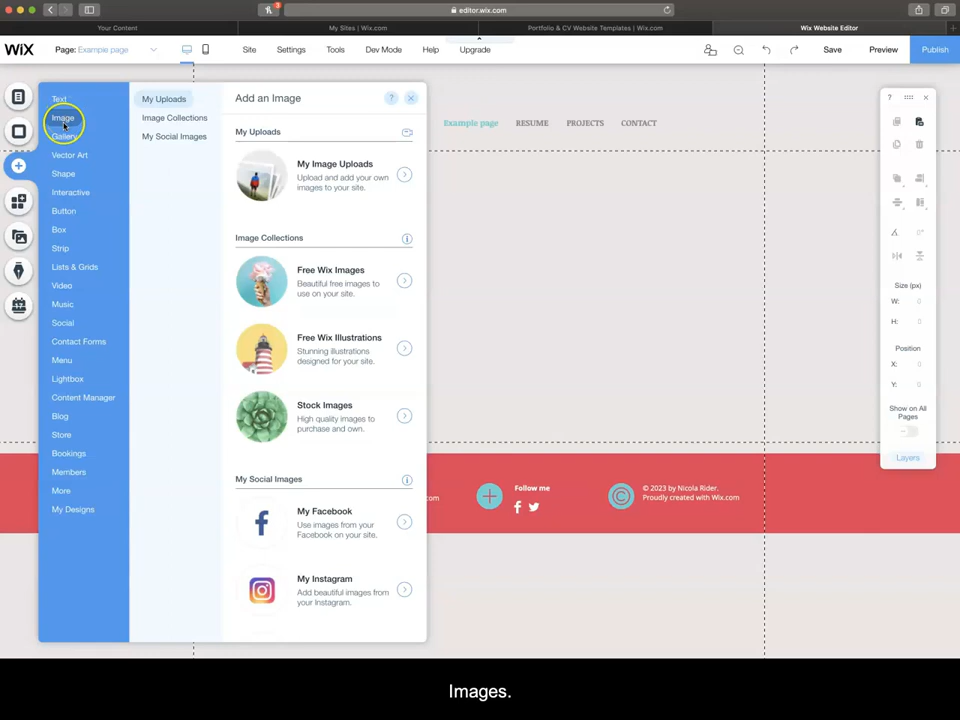 editor.wix.com
Your Content
My Sites | Wix.com
Portfolio & CV Website Templates | Wix.com
Wix Website Editor
WiX
Page: Example page
Site
Settings
Tools
Dev Mode
Help
Upgrade
Save
Preview
Publish
Text
Image
Gallery
Vector Art
Shape
Interactive
Button
Box
Strip
Lists & Grids
Video
Music
Social
Contact Forms
Menu
Lightbox
Content Manager
Blog
Store
Bookings
Members
More
My Designs
My Uploads
Image Collections
My Social Images
Add an Image
?
My Uploads
My Image Uploads
Upload and add your own
images to your site.
Image Collections
Free Wix Images
Beautiful free images to
use on your site.
Free Wix Illustrations
Stunning illustrations
designed for your site.
Stock Images
High quality images to
purchase and own.
My Social Images
My Facebook
Use images from your
Facebook on your site.
My Instagram
Add beautiful images from
your Instagram.
Example page
RESUME
PROJECTS
CONTACT
om
Follow me
© 2023 by Nicola Rider.
Proudly created with Wix.com
?
Size (px)
W: 0
H: 0
Position
X: 0
Y: 0
Show on All
Pages
Layers
Images.